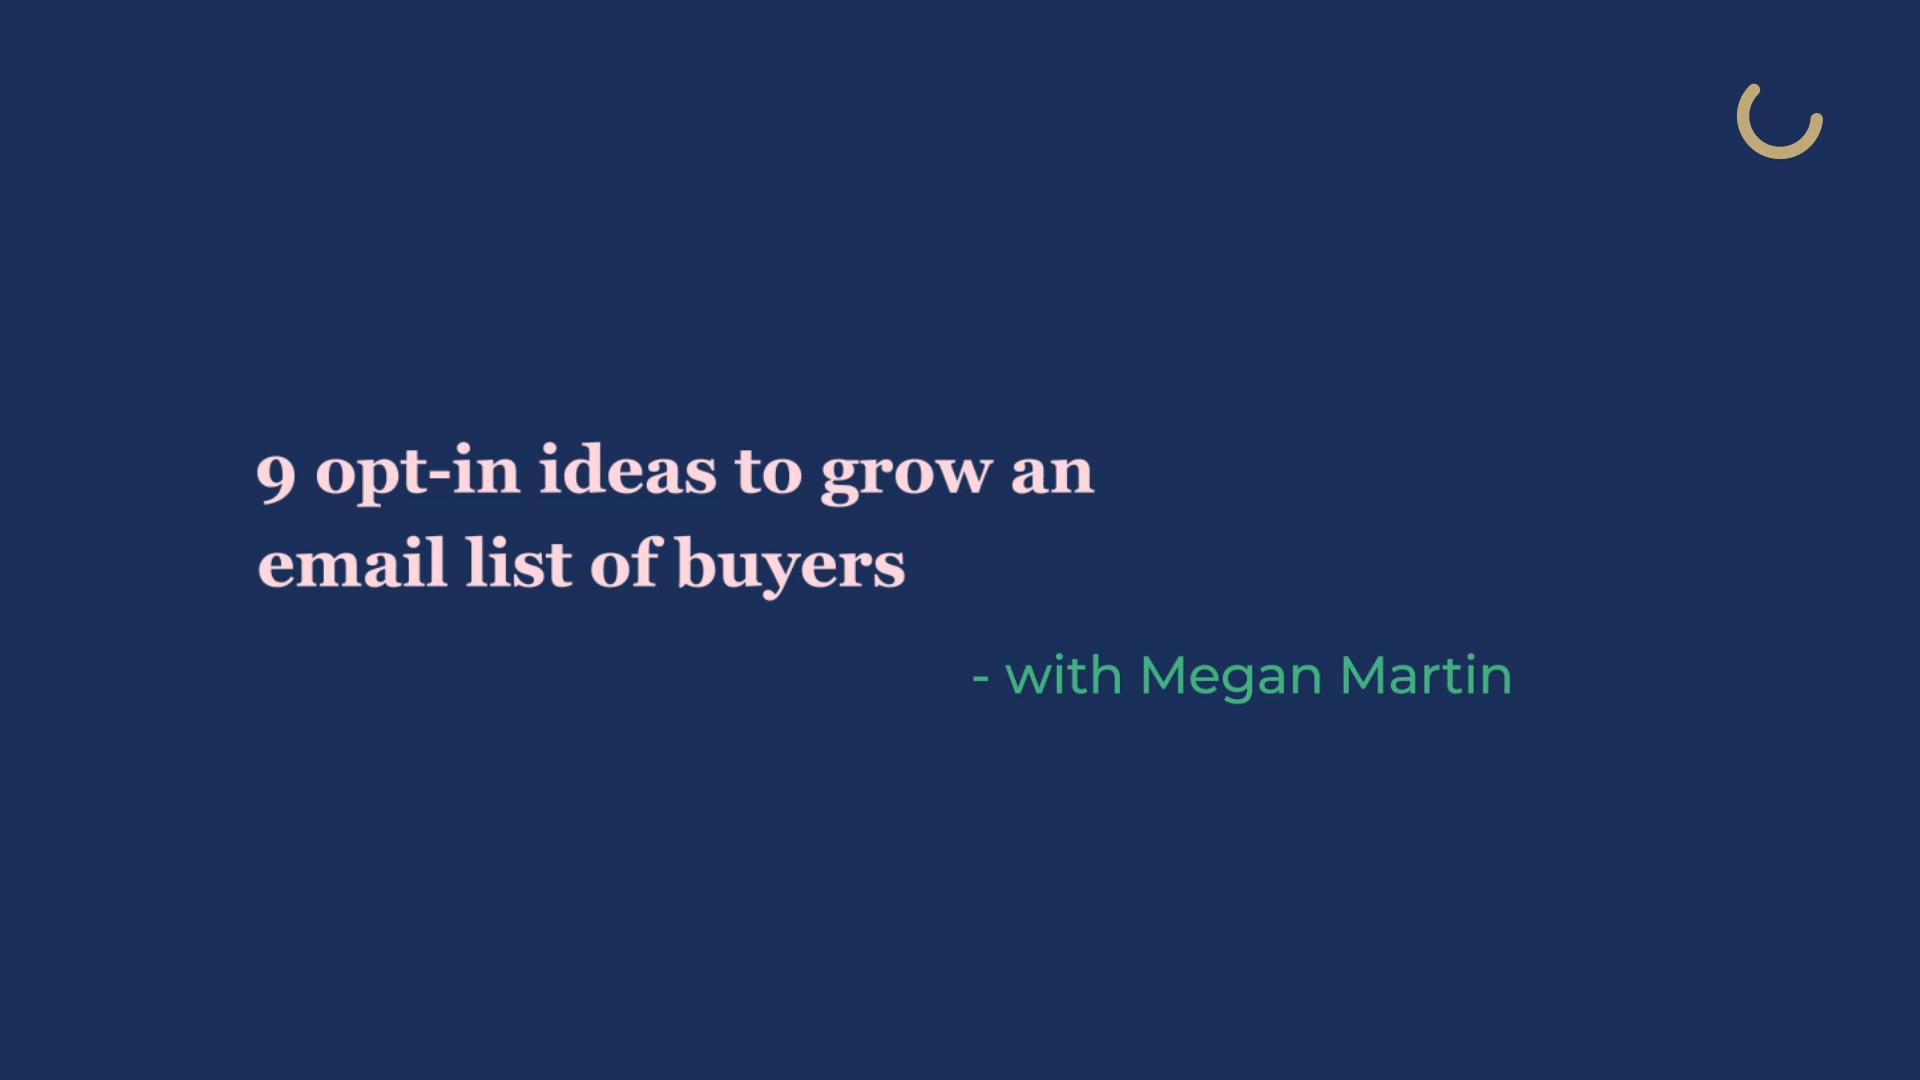 9 opt-in ideas to grow an
email list of buyers
- with Megan Martin